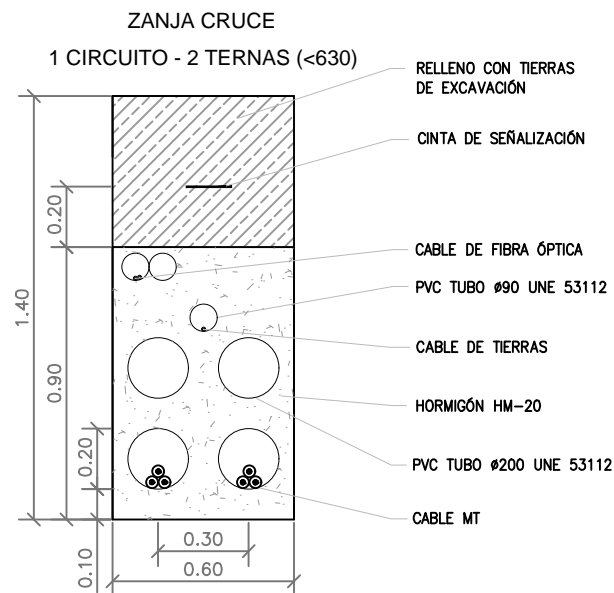 ZANJA CRUCE
1 CIRCUITO - 2 TERNAS (<630)
RELLENO CON TIERRAS
DE EXCAVACIÓN
CINTA DE SEÑALIZACIÓN
CABLE DE FIBRA ÓPTICA
PVC TUBO ø90 UNE 53112
CABLE DE TIERRAS
HORMIGÓN HM-20
PVC TUBO ø200 UNE 53112
CABLE MT
1.40
0.20
0.90
0.20
0.10
0.30
0.60